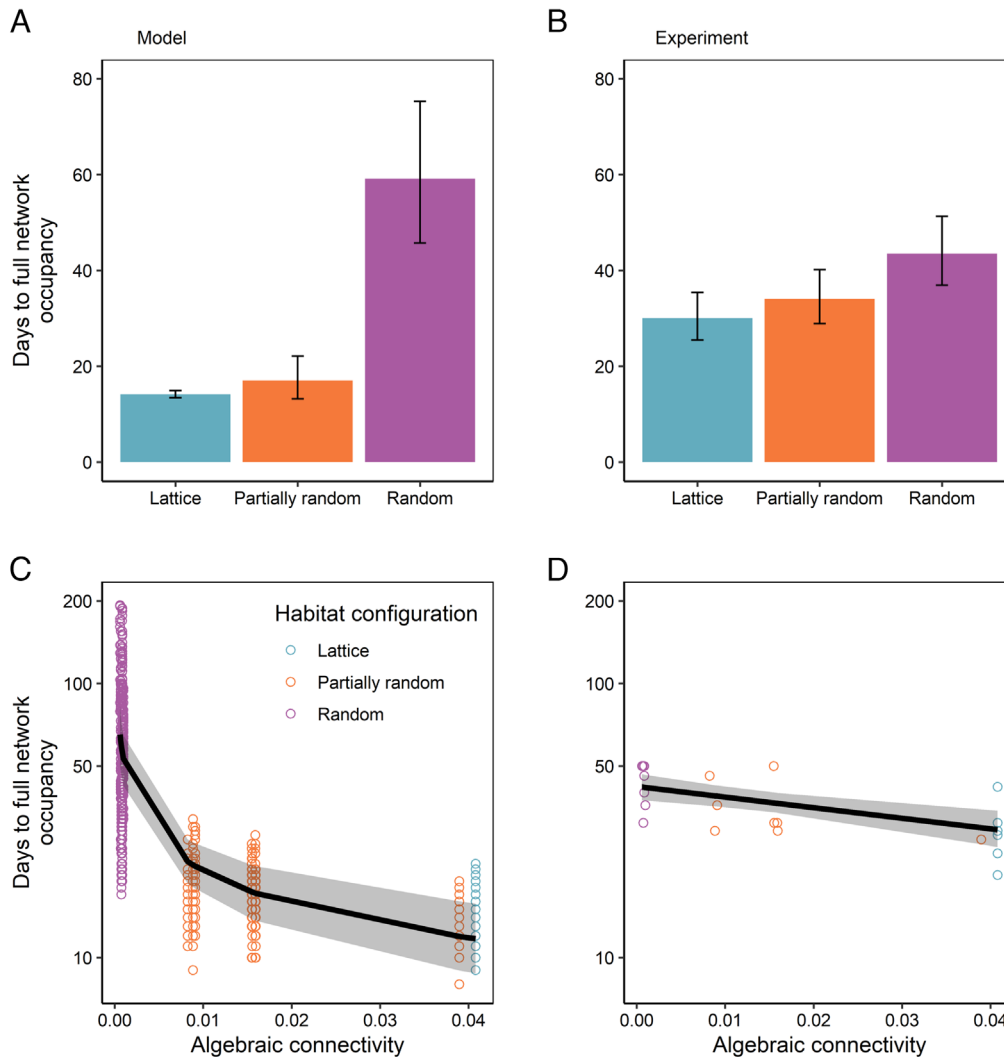 A
Model
Days to full network
occupancy
80
60
40
20
0
Lattice
Partially random
Random
B
Experiment
80
60
40
20
0
Lattice
Partially random
Random
C
Days to full network
occupancy
200
100
50
10
Habitat configuration
Lattice
Partially random
Random
0.00
0.01
0.02
0.03
0.04
Algebraic connectivity
D
200
100
50
10
0.00
0.01
0.02
0.03
0.04
Algebraic connectivity